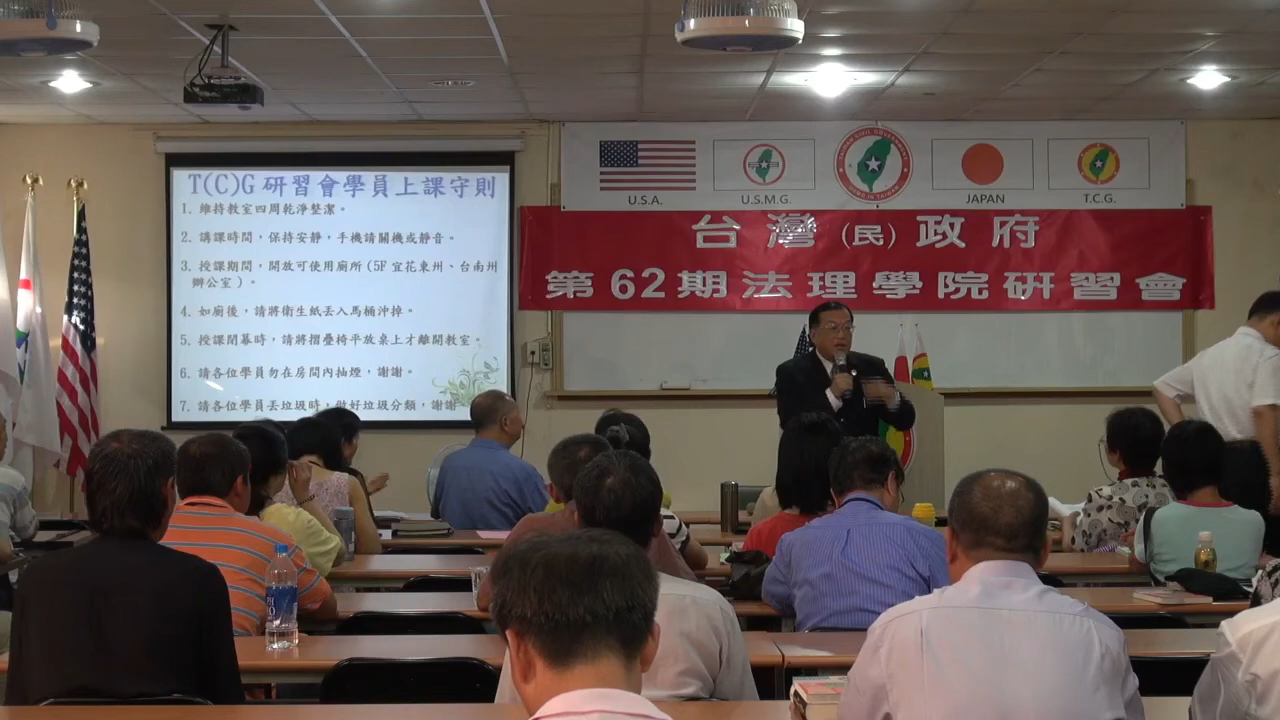 T(C)G 研習會學員上課守則
1. 維持教室四周乾淨整潔。
2. 講課時間，保持安靜，手機請關機或靜音。
3. 授課期間，開放可使用廁所(5F 宜花東州、台南州
辦公室)。
4. 如廁後，請將衛生紙丟入馬桶沖掉。
5. 授課閉幕時，請將摺疊椅平放桌上才離開教室。
6. 請各位學員勿在房間內抽煙，謝謝。
7. 請各位學員丟垃圾時，做好垃圾分類，謝謝
U.S.A.
U.S.M.G.
TAIWAN CIVIL GOVERNMENT
JAPAN
T.C.G.
台灣(民)政府
第62期法理學院研習會